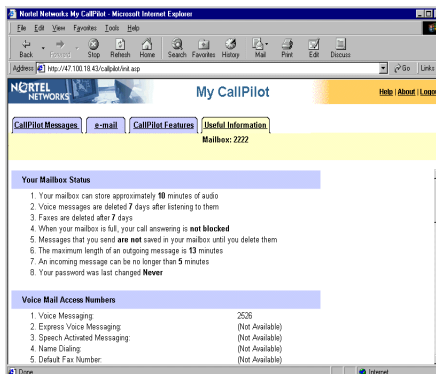 Nortel Networks My CallPilot - Microsoft Internet Explorer
File Edit View Favorites Tools Help
Back Forward Stop Refresh Home Search Favorites History Mail Print Edit Discuss
Address http://47.100.18.43/callpilot/init.asp Go Links
NORTEL NETWORKS My CallPilot Help | About | Logou
CallPilot Messages e-mail CallPilot Features Useful Information
Mailbox: 2222
Your Mailbox Status
1. Your mailbox can store approximately 10 minutes of audio
2. Voice messages are deleted 7 days after listening to them
3. Faxes are deleted after 7 days
4. When your mailbox is full, your call answering is not blocked
5. Messages that you send are not saved in your mailbox until you delete them
6. The maximum length of an outgoing message is 13 minutes
7. An incoming message can be no longer than 5 minutes
8. Your password was last changed Never
Voice Mail Access Numbers
1. Voice Messaging: 2526
2. Express Voice Messaging: (Not Available)
3. Speech Activated Messaging: (Not Available)
4. Name Dialing: (Not Available)
5. Default Fax Number: (Not Available)
Done Internet